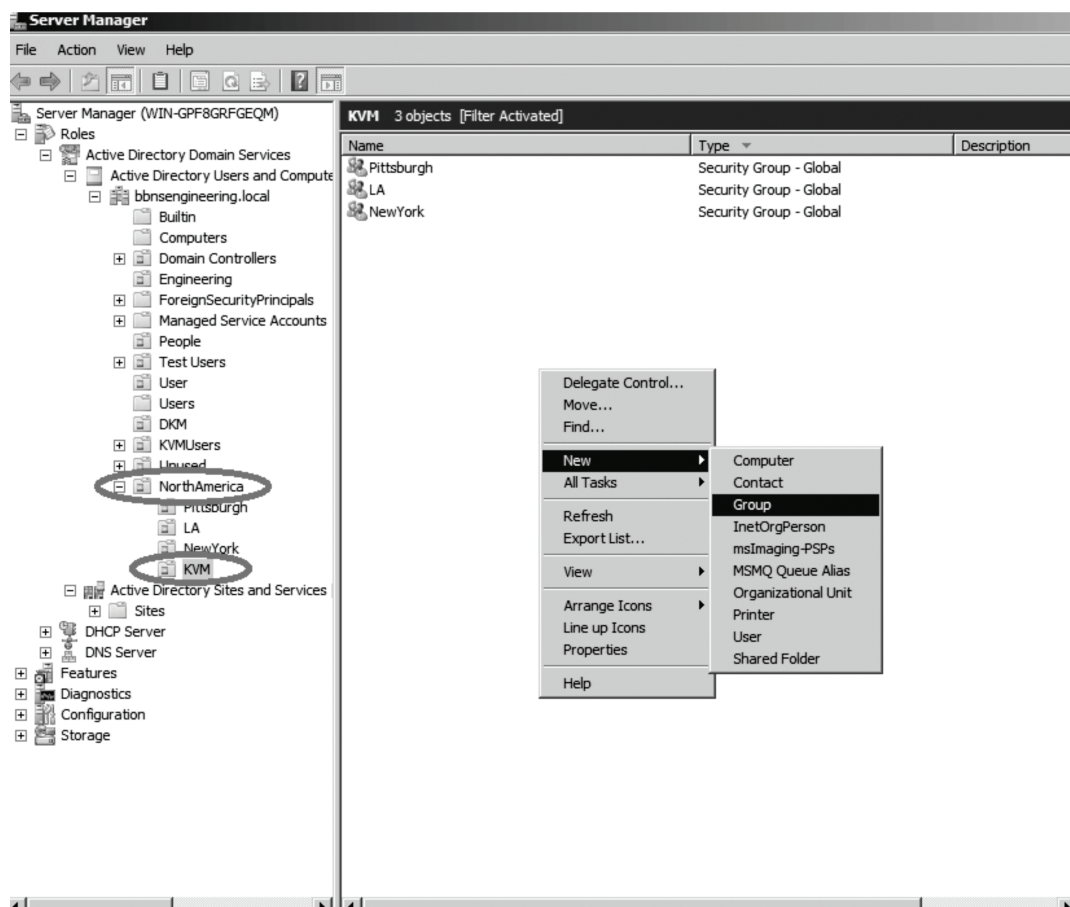 Server Manager
File Action View Help
Server Manager (WIN-GPF8GRFGEQM)
Roles
Active Directory Domain Services
Active Directory Users and Compute
bbnsengineering.local
Builtin
Computers
Domain Controllers
Engineering
ForeignSecurityPrincipals
Managed Service Accounts
People
Test Users
User
Users
DKM
KVMUsers
Unused
NorthAmerica
Pittsburgh
LA
NewYork
KVM
Active Directory Sites and Services
Sites
DHCP Server
DNS Server
Features
Diagnostics
Configuration
Storage
KVM 3 objects [Filter Activated]
Name Type Description
Pittsburgh Security Group - Global
LA Security Group - Global
NewYork Security Group - Global
Delegate Control...
Move...
Find...
New
All Tasks
Refresh
Export List...
View
Arrange Icons
Line up Icons
Properties
Help
Computer
Contact
Group
InetOrgPerson
msImaging-PSPs
MSMQ Queue Alias
Organizational Unit
Printer
User
Shared Folder